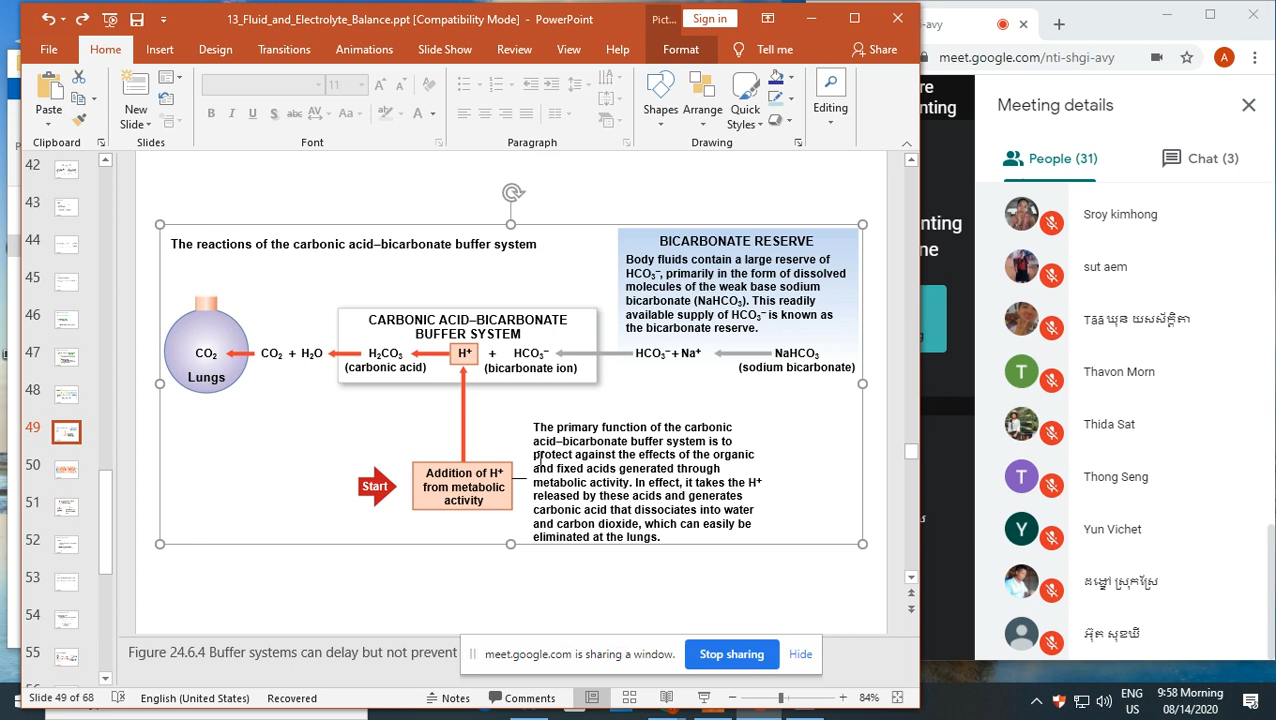 13_Fluid_and_Electrolyte_Balance.ppt [Compatibility Mode] - PowerPoint
Pict...
Sign in
File Home Insert Design Transitions Animations Slide Show Review View Help Format Tell me Share
Paste
New
Slide
11
B I U S abc AV Aa A
Shapes Arrange Quick
Styles
Editing
Clipboard Slides Font Paragraph Drawing
42
43
44
45
46
47
48
49
50
51
52
53
54
55
The reactions of the carbonic acid–bicarbonate buffer system
BICARBONATE RESERVE
Body fluids contain a large reserve of
HCO₃⁻, primarily in the form of dissolved
molecules of the weak base sodium
bicarbonate (NaHCO₃). This readily
available supply of HCO₃⁻ is known as
the bicarbonate reserve.
CARBONIC ACID–BICARBONATE
BUFFER SYSTEM
CO₂ CO₂ + H₂O H₂CO₃ H⁺ + HCO₃⁻ HCO₃⁻ + Na⁺ NaHCO₃
Lungs (carbonic acid) (bicarbonate ion) (sodium bicarbonate)
Start
Addition of H⁺
from metabolic
activity
The primary function of the carbonic
acid–bicarbonate buffer system is to
protect against the effects of the organic
and fixed acids generated through
metabolic activity. In effect, it takes the H⁺
released by these acids and generates
carbonic acid that dissociates into water
and carbon dioxide, which can easily be
eliminated at the lungs.
Figure 24.6.4 Buffer systems can delay but not prevent
meet.google.com is sharing a window. Stop sharing Hide
Slide 49 of 68 English (United States) Recovered Notes Comments 84%
-avy
meet.google.com/nti-shgi-avy
A
re
nting
nting
ne
Meeting details
People (31) Chat (3)
Sroy kimhong
sut aem
T
Thavon Morn
Thida Sat
T
Thong Seng
Y
Yun Vichet
ENG
US
9:58 Morning
08/14/2020